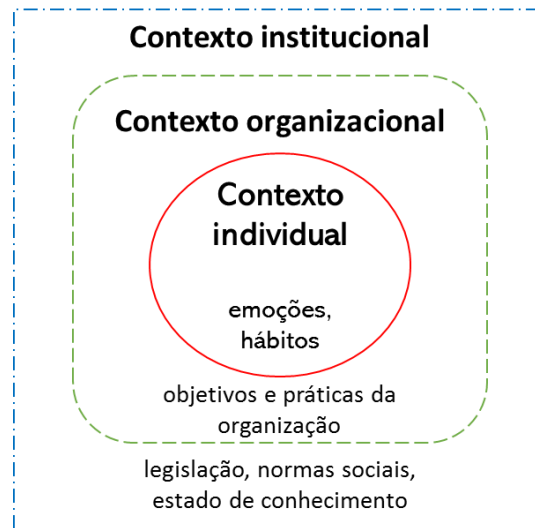 Contexto institucional
Contexto organizacional
Contexto
individual
emoções,
hábitos
objetivos e práticas da
organização
legislação, normas sociais,
estado de conhecimento